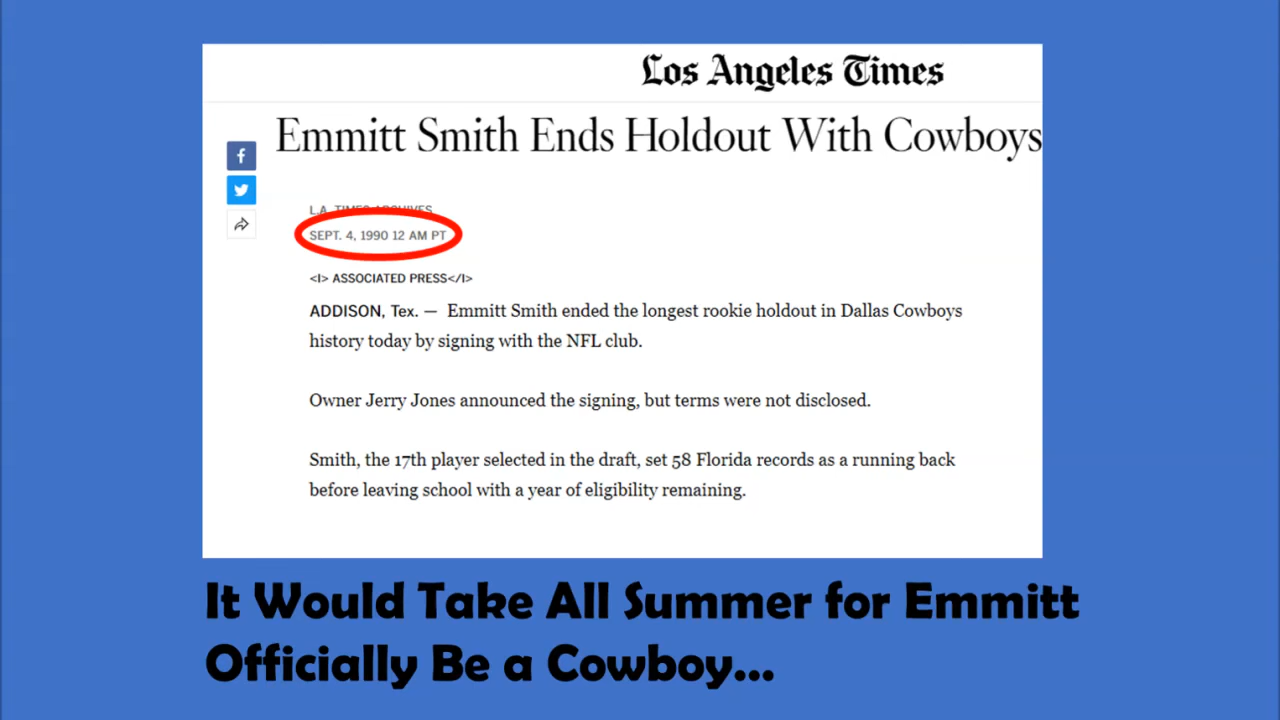 Los Angeles Times
Emmitt Smith Ends Holdout With Cowboys
L.A. TIMES ARCHIVES
SEPT. 4, 1990 12 AM PT
<I> ASSOCIATED PRESS</I>
ADDISON, Tex. — Emmitt Smith ended the longest rookie holdout in Dallas Cowboys
history today by signing with the NFL club.
Owner Jerry Jones announced the signing, but terms were not disclosed.
Smith, the 17th player selected in the draft, set 58 Florida records as a running back
before leaving school with a year of eligibility remaining.
It Would Take All Summer for Emmitt
Officially Be a Cowboy...